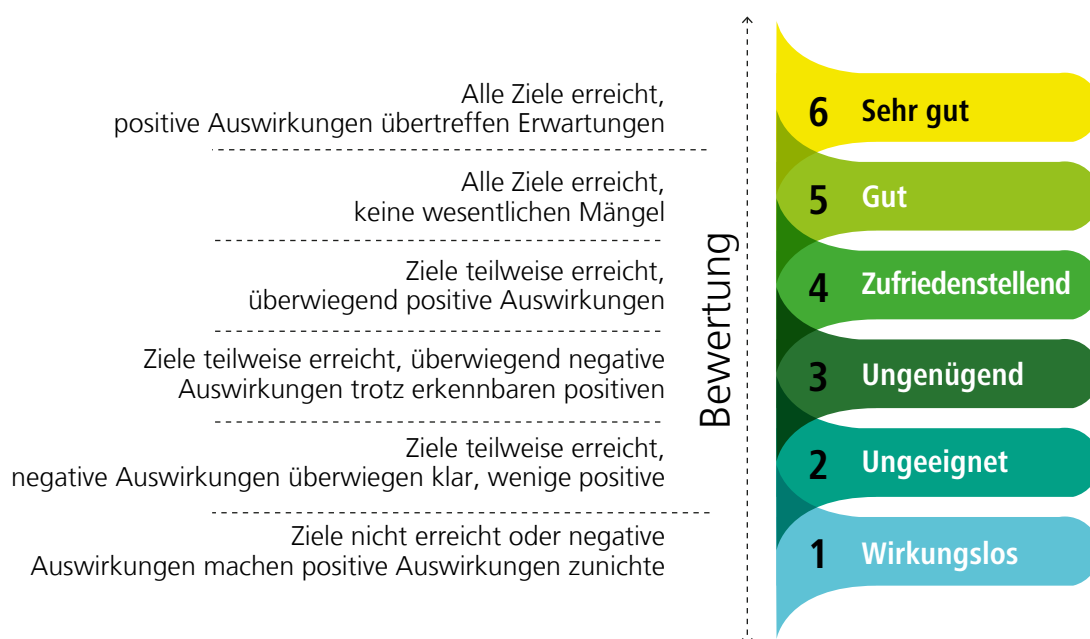 Alle Ziele erreicht,
positive Auswirkungen übertreffen Erwartungen
6 Sehr gut
Alle Ziele erreicht,
keine wesentlichen Mängel
5 Gut
Ziele teilweise erreicht,
überwiegend positive Auswirkungen
4 Zufriedenstellend
Ziele teilweise erreicht, überwiegend negative
Auswirkungen trotz erkennbaren positiven
3 Ungenügend
Ziele teilweise erreicht,
negative Auswirkungen überwiegen klar, wenige positive
2 Ungeeignet
Ziele nicht erreicht oder negative
Auswirkungen machen positive Auswirkungen zunichte
1 Wirkungslos
Bewertung